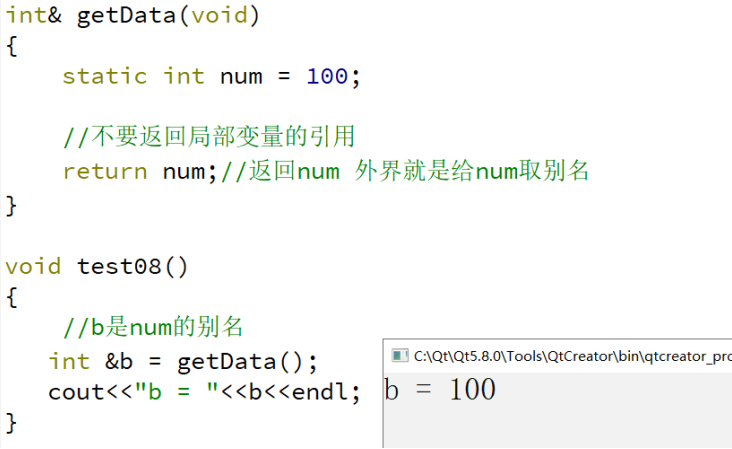 int& getData(void)
{
    static int num = 100;

    //不要返回局部变量的引用
    return num;//返回num 外界就是给num取别名
}

void test08()
{
    //b是num的别名
   int &b = getData();
   cout<<"b = "<<b<<endl;
}
C:\Qt\Qt5.8.0\Tools\QtCreator\bin\qtcreator_pro
b = 100